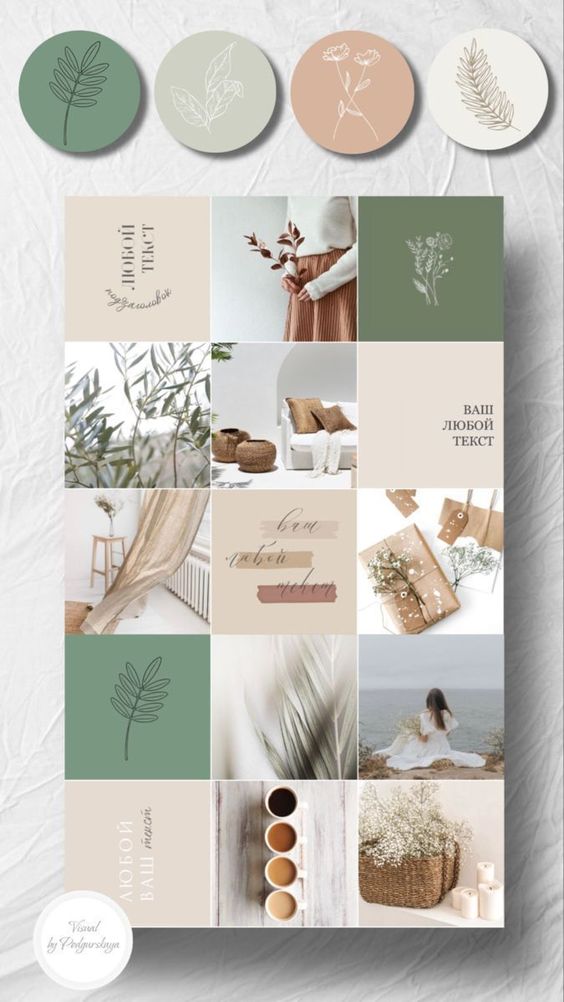 ЛЮБОЙ
ТЕКСТ
подзаголовок
ВАШ
ЛЮБОЙ
ТЕКСТ
ваш
любой
текст
ЛЮБОЙ
ВАШ текст
Visual
by Podgurskaya